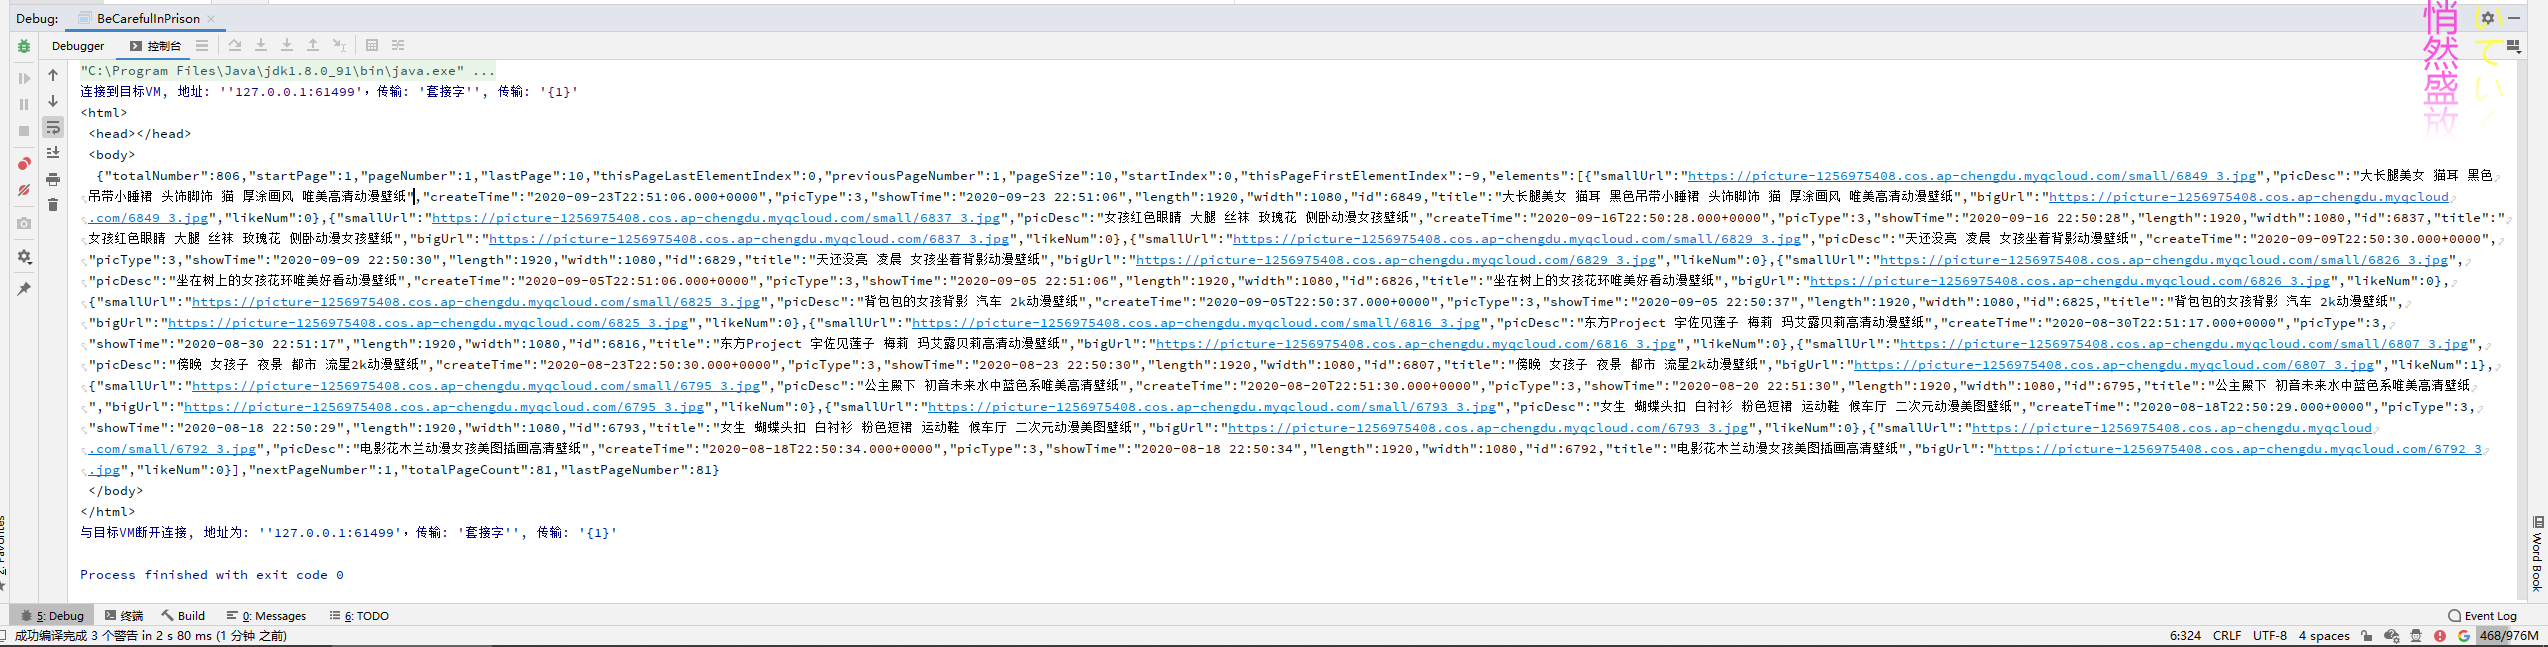 Debug: BeCarefulInPrison
Debugger 控制台
"C:\Program Files\Java\jdk1.8.0_91\bin\java.exe" ...
连接到目标VM, 地址: ''127.0.0.1:61499', 传输: '套接字'', 传输: '{1}'
<html>
<head></head>
<body>
{"totalNumber":806,"startPage":1,"pageNumber":1,"lastPage":10,"thisPageLastElementIndex":0,"previousPageNumber":1,"pageSize":10,"startIndex":0,"thisPageFirstElementIndex":-9,"elements":[{"smallUrl":"https://picture-1256975408.cos.ap-chengdu.myqcloud.com/small/6849_3.jpg","picDesc":"大长腿美女 猫耳 黑色
吊带小睡裙 头饰脚饰 猫 厚涂画风 唯美高清动漫壁纸","createTime":"2020-09-23T22:51:06.000+0000","picType":3,"showTime":"2020-09-23 22:51:06","length":1920,"width":1080,"id":6849,"title":"大长腿美女 猫耳 黑色吊带小睡裙 头饰脚饰 猫 厚涂画风 唯美高清动漫壁纸","bigUrl":"https://picture-1256975408.cos.ap-chengdu.myqcloud
.com/6849_3.jpg","likeNum":0},{"smallUrl":"https://picture-1256975408.cos.ap-chengdu.myqcloud.com/small/6837_3.jpg","picDesc":"女孩红色眼睛 大腿 丝袜 玫瑰花 侧卧动漫女孩壁纸","createTime":"2020-09-16T22:50:28.000+0000","picType":3,"showTime":"2020-09-16 22:50:28","length":1920,"width":1080,"id":6837,"title":"
女孩红色眼睛 大腿 丝袜 玫瑰花 侧卧动漫女孩壁纸","bigUrl":"https://picture-1256975408.cos.ap-chengdu.myqcloud.com/6837_3.jpg","likeNum":0},{"smallUrl":"https://picture-1256975408.cos.ap-chengdu.myqcloud.com/small/6829_3.jpg","picDesc":"天还没亮 凌晨 女孩坐着背影动漫壁纸","createTime":"2020-09-09T22:50:30.000+0000",
"picType":3,"showTime":"2020-09-09 22:50:30","length":1920,"width":1080,"id":6829,"title":"天还没亮 凌晨 女孩坐着背影动漫壁纸","bigUrl":"https://picture-1256975408.cos.ap-chengdu.myqcloud.com/6829_3.jpg","likeNum":0},{"smallUrl":"https://picture-1256975408.cos.ap-chengdu.myqcloud.com/small/6826_3.jpg",
"picDesc":"坐在树上的女孩花环唯美好看动漫壁纸","createTime":"2020-09-05T22:51:06.000+0000","picType":3,"showTime":"2020-09-05 22:51:06","length":1920,"width":1080,"id":6826,"title":"坐在树上的女孩花环唯美好看动漫壁纸","bigUrl":"https://picture-1256975408.cos.ap-chengdu.myqcloud.com/6826_3.jpg","likeNum":0},
{"smallUrl":"https://picture-1256975408.cos.ap-chengdu.myqcloud.com/small/6825_3.jpg","picDesc":"背包包的女孩背影 汽车 2k动漫壁纸","createTime":"2020-09-05T22:50:37.000+0000","picType":3,"showTime":"2020-09-05 22:50:37","length":1920,"width":1080,"id":6825,"title":"背包包的女孩背影 汽车 2k动漫壁纸",
"bigUrl":"https://picture-1256975408.cos.ap-chengdu.myqcloud.com/6825_3.jpg","likeNum":0},{"smallUrl":"https://picture-1256975408.cos.ap-chengdu.myqcloud.com/small/6816_3.jpg","picDesc":"东方Project 宇佐见莲子 梅莉 玛艾露贝莉高清动漫壁纸","createTime":"2020-08-30T22:51:17.000+0000","picType":3,
"showTime":"2020-08-30 22:51:17","length":1920,"width":1080,"id":6816,"title":"东方Project 宇佐见莲子 梅莉 玛艾露贝莉高清动漫壁纸","bigUrl":"https://picture-1256975408.cos.ap-chengdu.myqcloud.com/6816_3.jpg","likeNum":0},{"smallUrl":"https://picture-1256975408.cos.ap-chengdu.myqcloud.com/small/6807_3.jpg",
"picDesc":"傍晚 女孩子 夜景 都市 流星2k动漫壁纸","createTime":"2020-08-23T22:50:30.000+0000","picType":3,"showTime":"2020-08-23 22:50:30","length":1920,"width":1080,"id":6807,"title":"傍晚 女孩子 夜景 都市 流星2k动漫壁纸","bigUrl":"https://picture-1256975408.cos.ap-chengdu.myqcloud.com/6807_3.jpg","likeNum":1},
{"smallUrl":"https://picture-1256975408.cos.ap-chengdu.myqcloud.com/small/6795_3.jpg","picDesc":"公主殿下 初音未来水中蓝色系唯美高清壁纸","createTime":"2020-08-20T22:51:30.000+0000","picType":3,"showTime":"2020-08-20 22:51:30","length":1920,"width":1080,"id":6795,"title":"公主殿下 初音未来水中蓝色系唯美高清壁纸
","bigUrl":"https://picture-1256975408.cos.ap-chengdu.myqcloud.com/6795_3.jpg","likeNum":0},{"smallUrl":"https://picture-1256975408.cos.ap-chengdu.myqcloud.com/small/6793_3.jpg","picDesc":"女生 蝴蝶头扣 白衬衫 粉色短裙 运动鞋 候车厅 二次元动漫美图壁纸","createTime":"2020-08-18T22:50:29.000+0000","picType":3,
"showTime":"2020-08-18 22:50:29","length":1920,"width":1080,"id":6793,"title":"女生 蝴蝶头扣 白衬衫 粉色短裙 运动鞋 候车厅 二次元动漫美图壁纸","bigUrl":"https://picture-1256975408.cos.ap-chengdu.myqcloud.com/6793_3.jpg","likeNum":0},{"smallUrl":"https://picture-1256975408.cos.ap-chengdu.myqcloud
.com/small/6792_3.jpg","picDesc":"电影花木兰动漫女孩美图插画高清壁纸","createTime":"2020-08-18T22:50:34.000+0000","picType":3,"showTime":"2020-08-18 22:50:34","length":1920,"width":1080,"id":6792,"title":"电影花木兰动漫女孩美图插画高清壁纸","bigUrl":"https://picture-1256975408.cos.ap-chengdu.myqcloud.com/6792_3
.jpg","likeNum":0}],"nextPageNumber":1,"totalPageCount":81,"lastPageNumber":81}
</body>
</html>
与目标VM断开连接, 地址为: ''127.0.0.1:61499', 传输: '套接字'', 传输: '{1}'
Process finished with exit code 0
悄然盛放
いてい
Word Book
5: Debug 终端 Build 0: Messages 6: TODO Event Log
成功编译完成 3 个警告 in 2 s 80 ms (1 分钟 之前) 6:324 CRLF UTF-8 4 spaces 468/976M